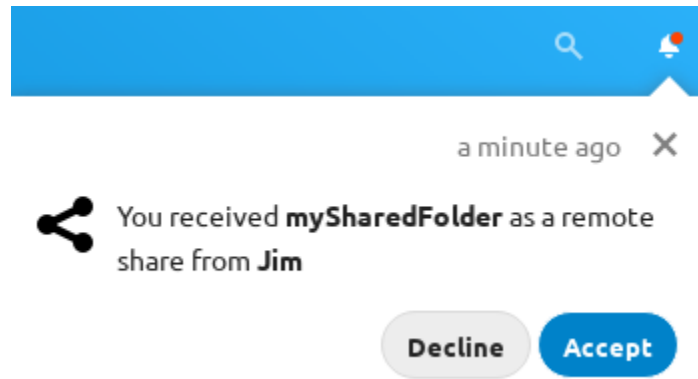 a minute ago
You received mySharedFolder as a remote
share from Jim
Decline
Accept